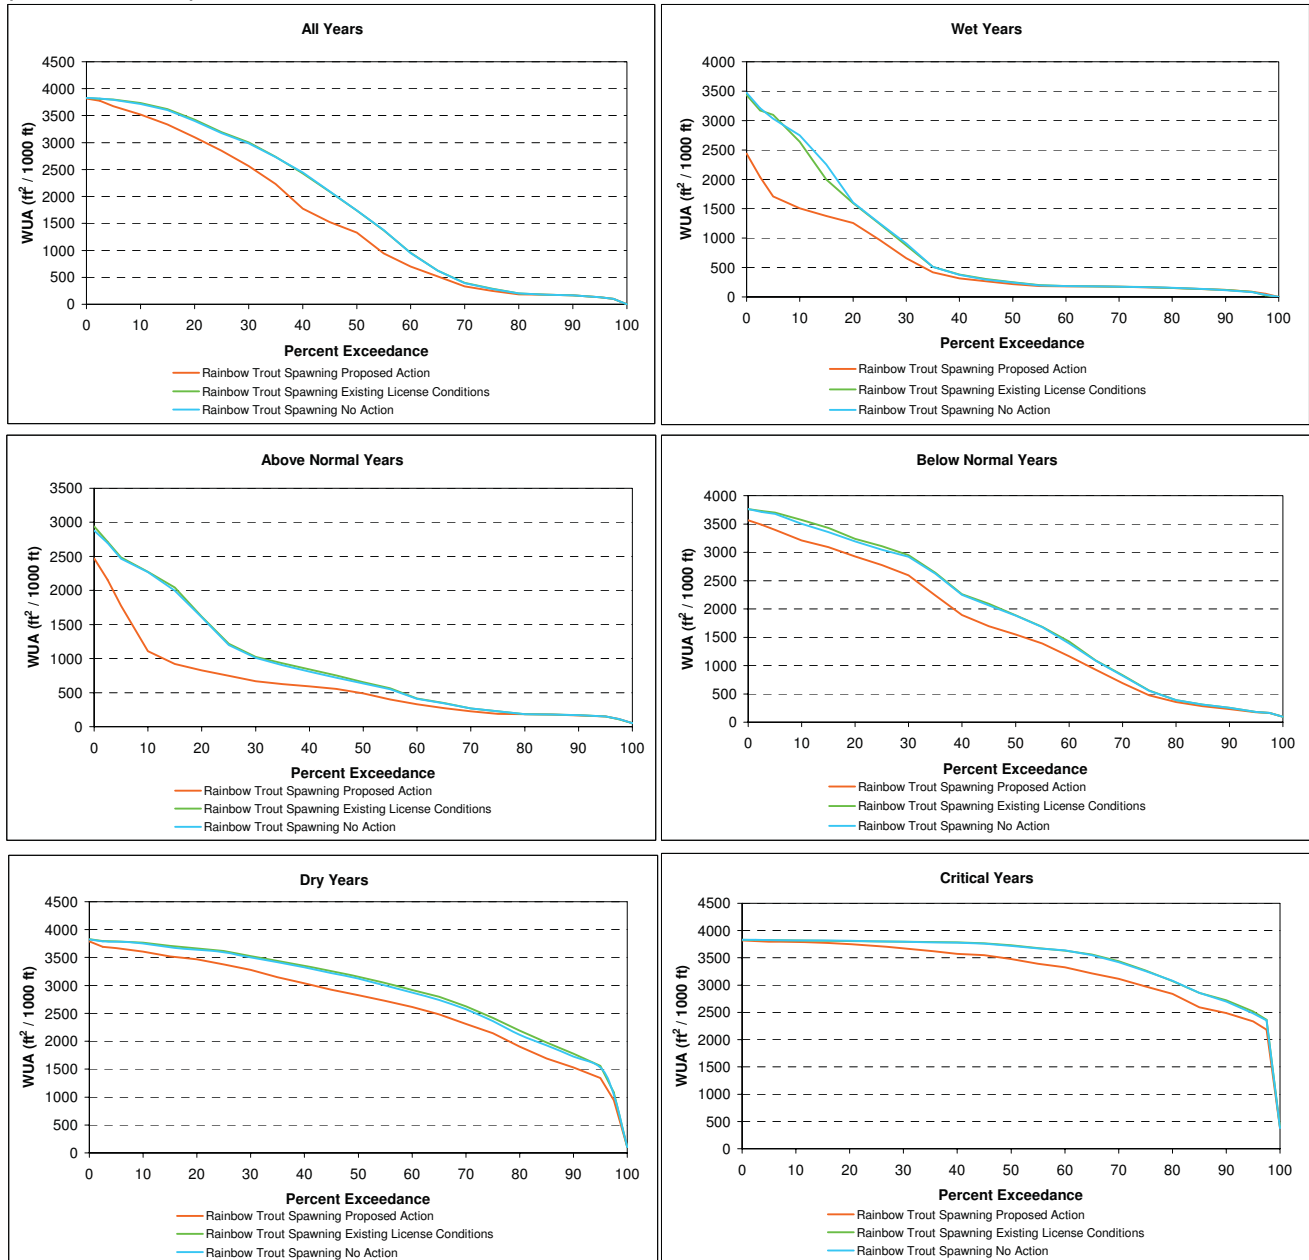 All Years
WUA (ft² / 1000 ft)
4500
4000
3500
3000
2500
2000
1500
1000
500
0
0 10 20 30 40 50 60 70 80 90 100
Percent Exceedance
Rainbow Trout Spawning Proposed Action
Rainbow Trout Spawning Existing License Conditions
Rainbow Trout Spawning No Action
Wet Years
WUA (ft² / 1000 ft)
4000
3500
3000
2500
2000
1500
1000
500
0
0 10 20 30 40 50 60 70 80 90 100
Percent Exceedance
Rainbow Trout Spawning Proposed Action
Rainbow Trout Spawning Existing License Conditions
Rainbow Trout Spawning No Action
Above Normal Years
WUA (ft² / 1000 ft)
3500
3000
2500
2000
1500
1000
500
0
0 10 20 30 40 50 60 70 80 90 100
Percent Exceedance
Rainbow Trout Spawning Proposed Action
Rainbow Trout Spawning Existing License Conditions
Rainbow Trout Spawning No Action
Below Normal Years
WUA (ft² / 1000 ft)
4000
3500
3000
2500
2000
1500
1000
500
0
0 10 20 30 40 50 60 70 80 90 100
Percent Exceedance
Rainbow Trout Spawning Proposed Action
Rainbow Trout Spawning Existing License Conditions
Rainbow Trout Spawning No Action
Dry Years
WUA (ft² / 1000 ft)
4500
4000
3500
3000
2500
2000
1500
1000
500
0
0 10 20 30 40 50 60 70 80 90 100
Percent Exceedance
Rainbow Trout Spawning Proposed Action
Rainbow Trout Spawning Existing License Conditions
Rainbow Trout Spawning No Action
Critical Years
WUA (ft² / 1000 ft)
4500
4000
3500
3000
2500
2000
1500
1000
500
0
0 10 20 30 40 50 60 70 80 90 100
Percent Exceedance
Rainbow Trout Spawning Proposed Action
Rainbow Trout Spawning Existing License Conditions
Rainbow Trout Spawning No Action